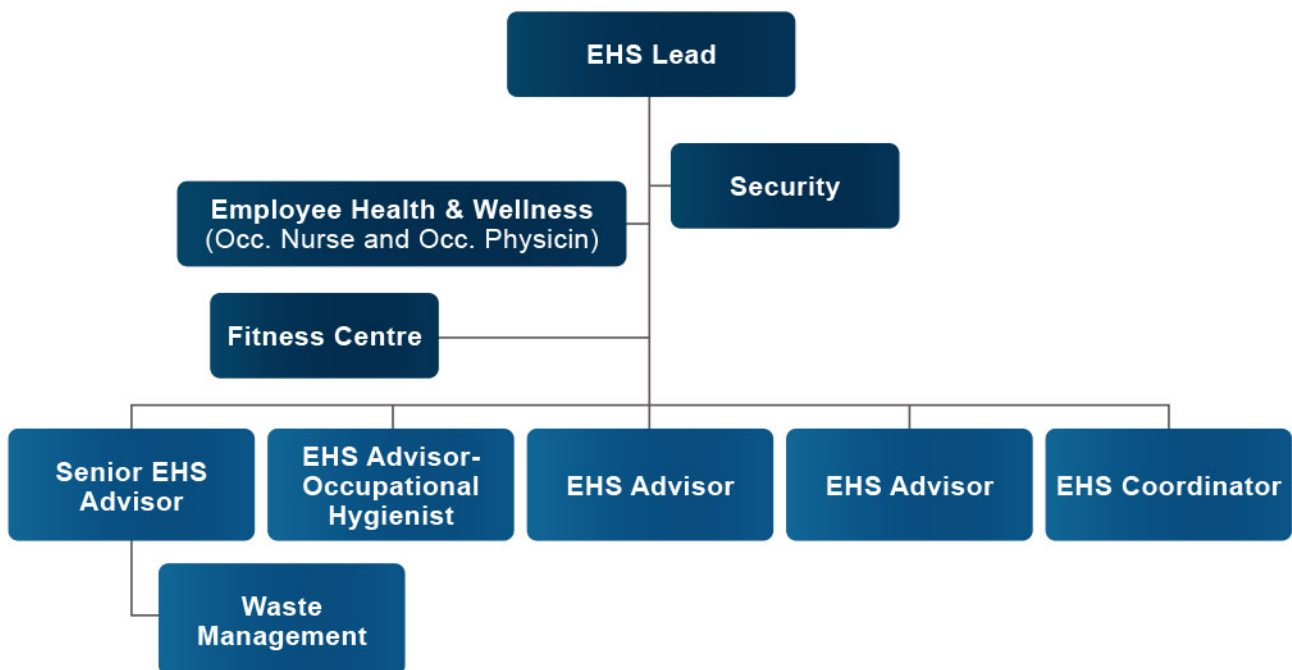 EHS Lead
Security
Employee Health & Wellness
(Occ. Nurse and Occ. Physicin)
Fitness Centre
Senior EHS
Advisor
EHS Advisor-
Occupational
Hygienist
EHS Advisor
EHS Advisor
EHS Coordinator
Waste
Management